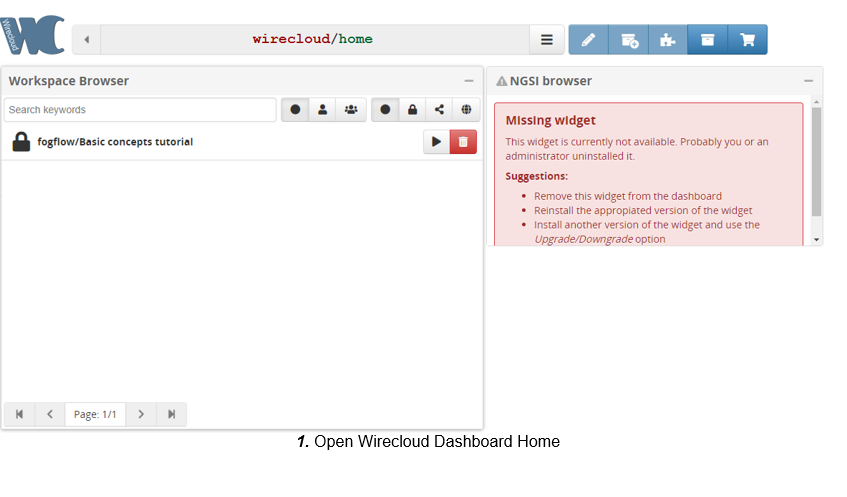 Wirecloud
WC
wirecloud/home
Workspace Browser
Search keywords
fogflow/Basic concepts tutorial
Page: 1/1
NGSI browser
Missing widget
This widget is currently not available. Probably you or an
administrator uninstalled it.
Suggestions:
• Remove this widget from the dashboard
• Reinstall the appropiated version of the widget
• Install another version of the widget and use the
Upgrade/Downgrade option
1. Open Wirecloud Dashboard Home